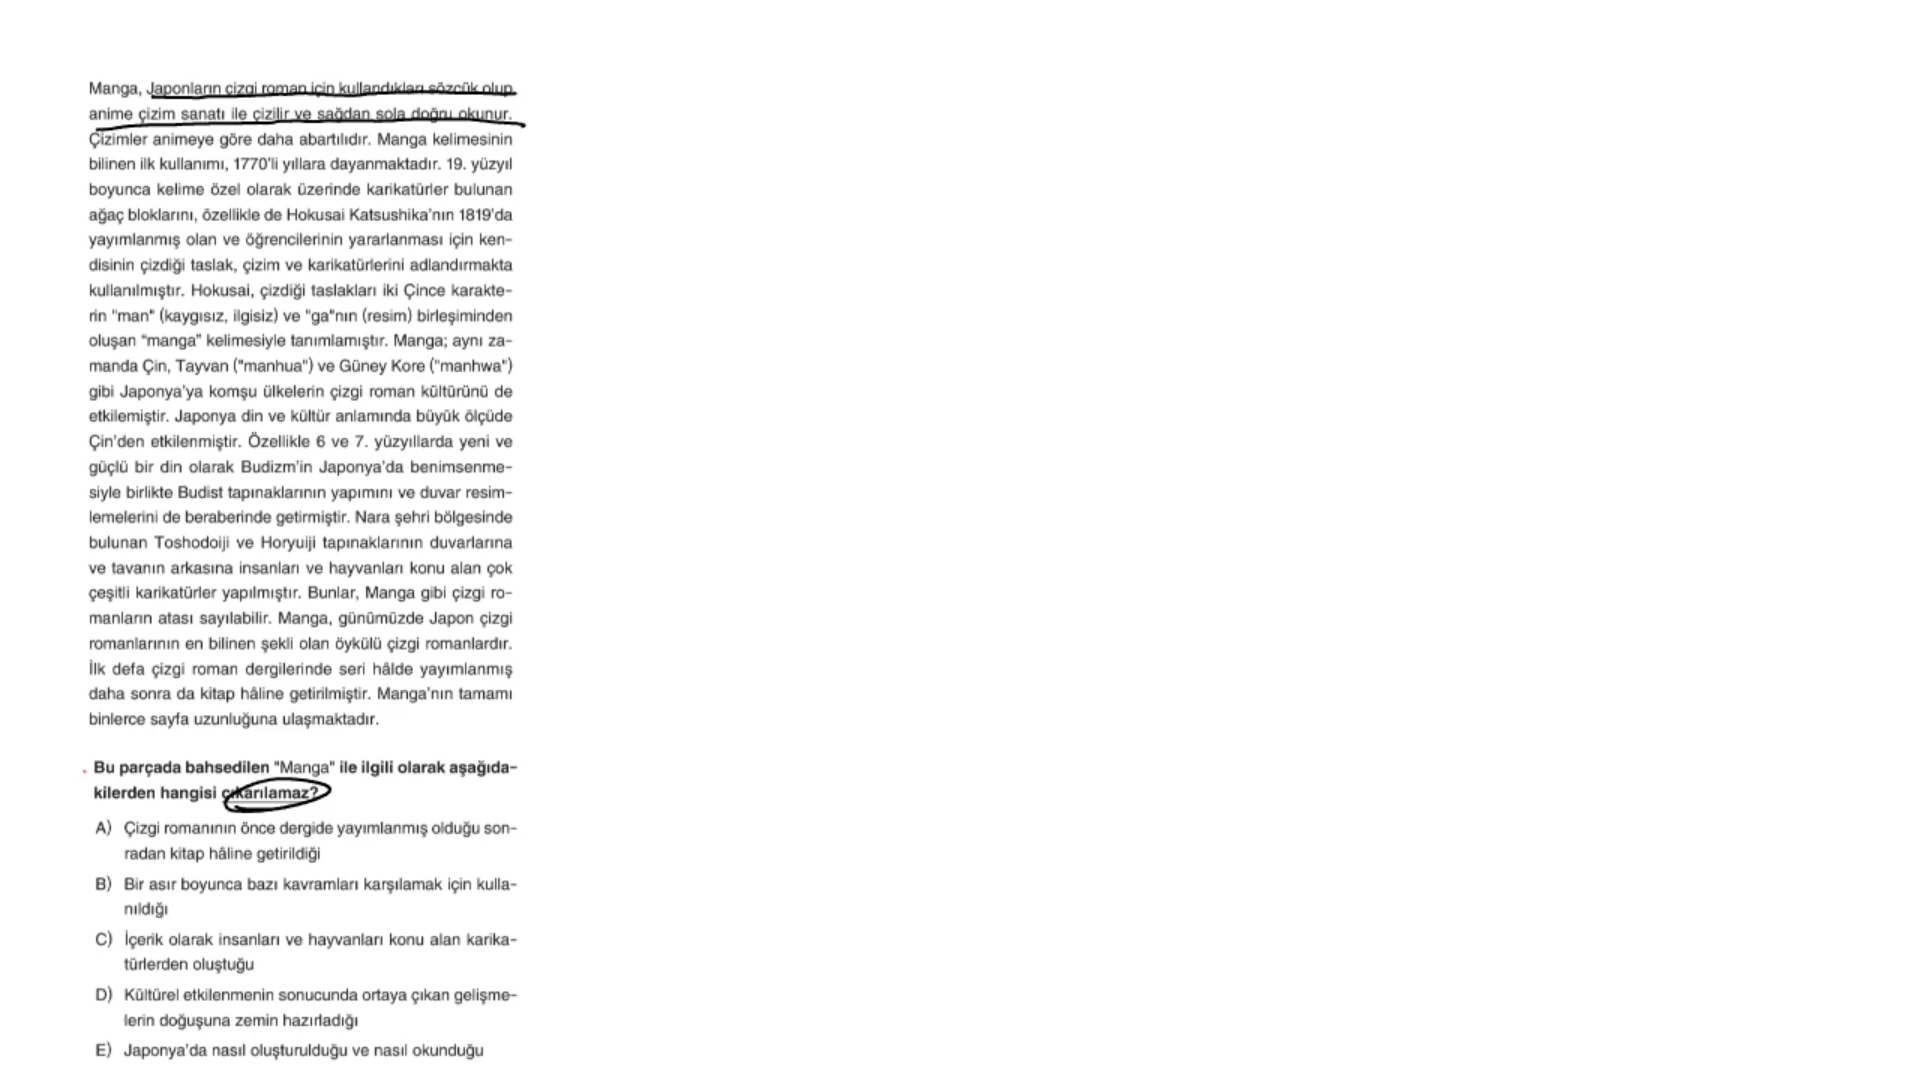 Manga, Japonların çizgi roman için kullandıkları sözcük olup
anime çizim sanatı ile çizilir ve sağdan sola doğru okunur.
Çizimler animeye göre daha abartılıdır. Manga kelimesinin
bilinen ilk kullanımı, 1770'li yıllara dayanmaktadır. 19. yüzyıl
boyunca kelime özel olarak üzerinde karikatürler bulunan
ağaç bloklarını, özellikle de Hokusai Katsushika'nın 1819'da
yayımlanmış olan ve öğrencilerinin yararlanması için ken-
disinin çizdiği taslak, çizim ve karikatürlerini adlandırmakta
kullanılmıştır. Hokusai, çizdiği taslakları iki Çince karakte-
rin "man" (kaygısız, ilgisiz) ve "ga"nın (resim) birleşiminden
oluşan “manga” kelimesiyle tanımlamıştır. Manga; aynı za-
manda Çin, Tayvan ("manhua") ve Güney Kore ("manhwa")
gibi Japonya'ya komşu ülkelerin çizgi roman kültürünü de
etkilemiştir. Japonya din ve kültür anlamında büyük ölçüde
Çin'den etkilenmiştir. Özellikle 6 ve 7. yüzyıllarda yeni ve
güçlü bir din olarak Budizm'in Japonya'da benimsenme-
siyle birlikte Budist tapınaklarının yapımını ve duvar resim-
lemelerini de beraberinde getirmiştir. Nara şehri bölgesinde
bulunan Toshodoiji ve Horyuiji tapınaklarının duvarlarına
ve tavanın arkasına insanları ve hayvanları konu alan çok
çeşitli karikatürler yapılmıştır. Bunlar, Manga gibi çizgi ro-
manların atası sayılabilir. Manga, günümüzde Japon çizgi
romanlarının en bilinen şekli olan öykülü çizgi romanlardır.
İlk defa çizgi roman dergilerinde seri hâlde yayımlanmış
daha sonra da kitap hâline getirilmiştir. Manga'nın tamamı
binlerce sayfa uzunluğuna ulaşmaktadır.
Bu parçada bahsedilen "Manga" ile ilgili olarak aşağıda-
kilerden hangisi çıkarılamaz?
A) Çizgi romanının önce dergide yayımlanmış olduğu son-
radan kitap hâline getirildiği
B) Bir asır boyunca bazı kavramları karşılamak için kulla-
nıldığı
C) İçerik olarak insanları ve hayvanları konu alan karika-
türlerden oluştuğu
D) Kültürel etkilenmenin sonucunda ortaya çıkan gelişme-
lerin doğuşuna zemin hazırladığı
E) Japonya'da nasıl oluşturulduğu ve nasıl okunduğu